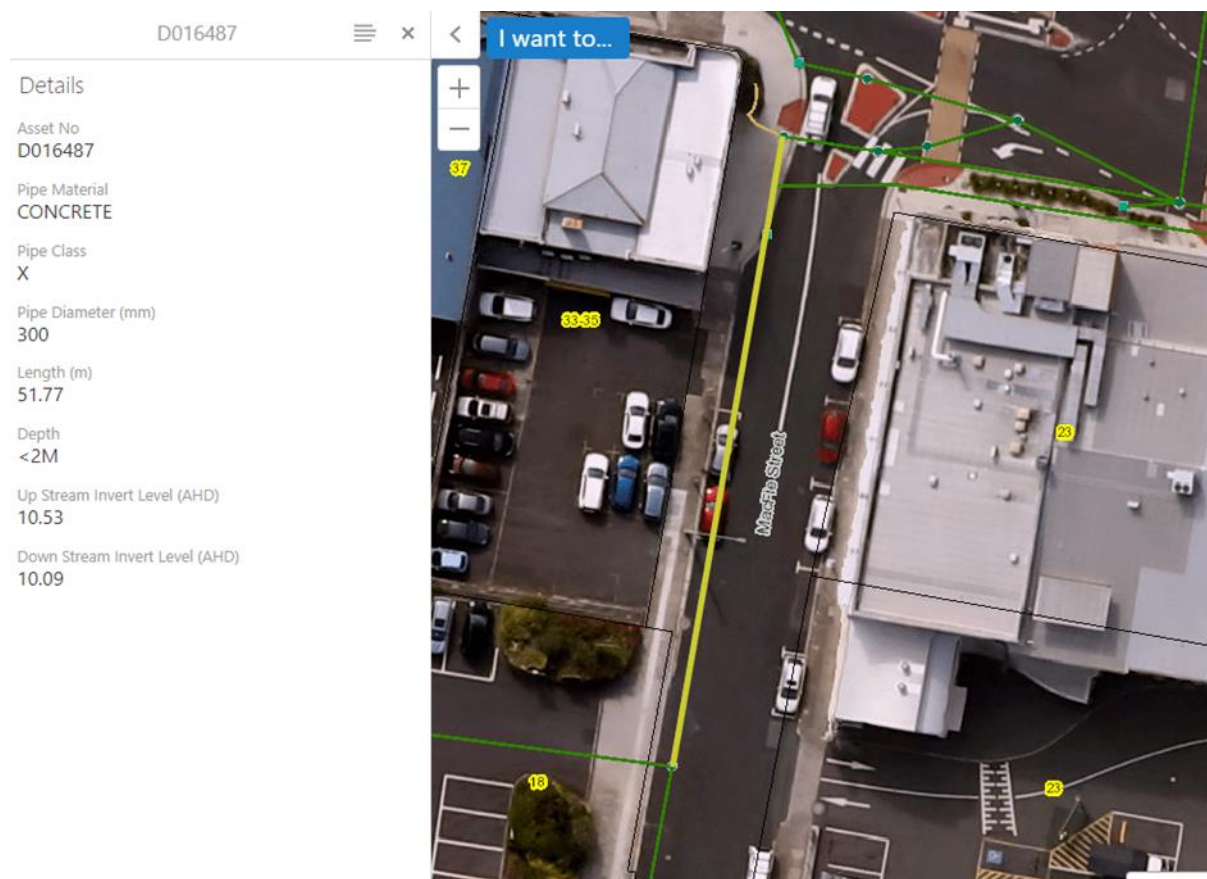 D016487
I want to...
Details
Asset No
D016487
Pipe Material
CONCRETE
Pipe Class
X
Pipe Diameter (mm)
300
Length (m)
51.77
Depth
<2M
Up Stream Invert Level (AHD)
10.53
Down Stream Invert Level (AHD)
10.09
37
33-35
23
MacFie Street
18
23